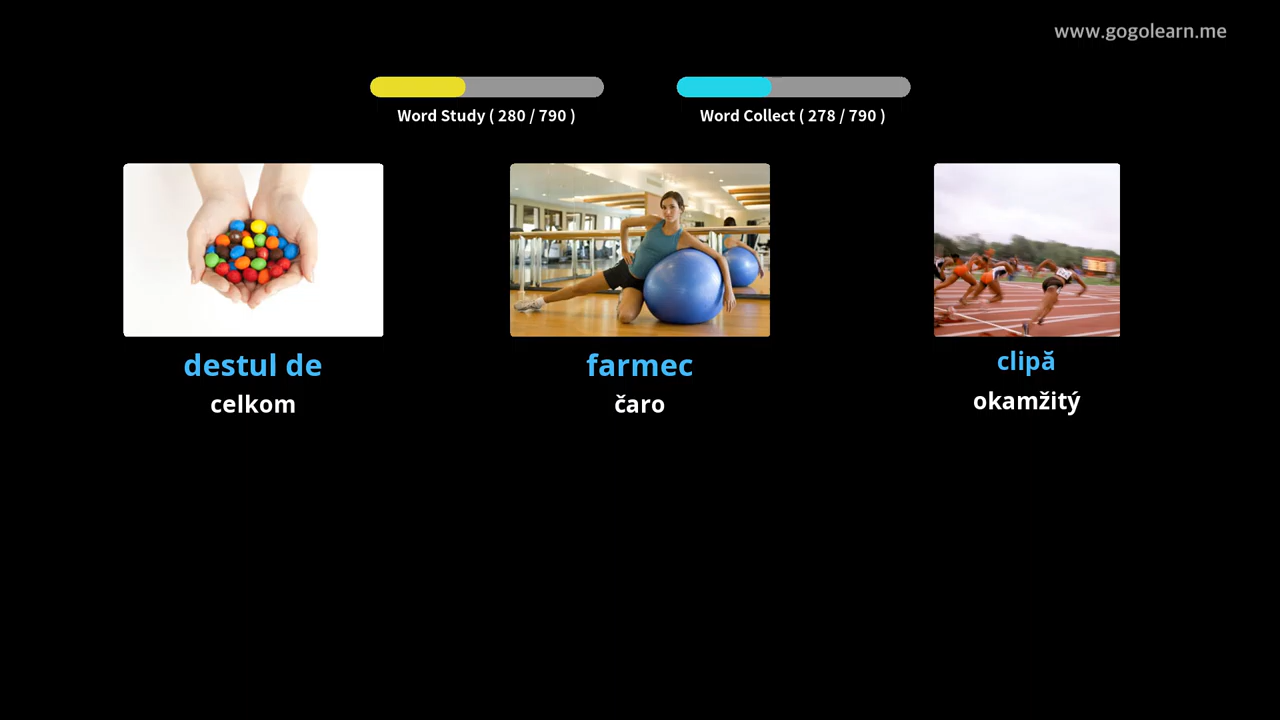 www.gogolearn.me
Word Study ( 280 / 790 )
Word Collect ( 278 / 790 )
destul de
celkom
farmec
čaro
clipă
okamžitý